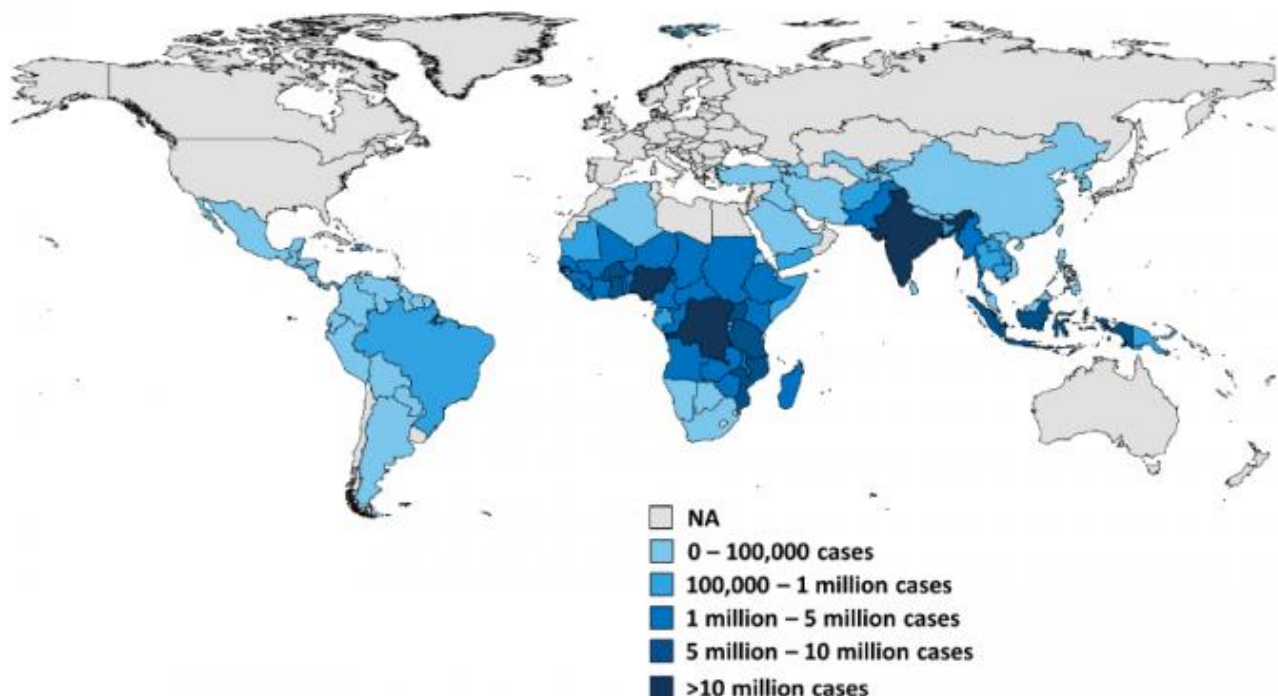 NA
0 – 100,000 cases
100,000 – 1 million cases
1 million – 5 million cases
5 million – 10 million cases
>10 million cases